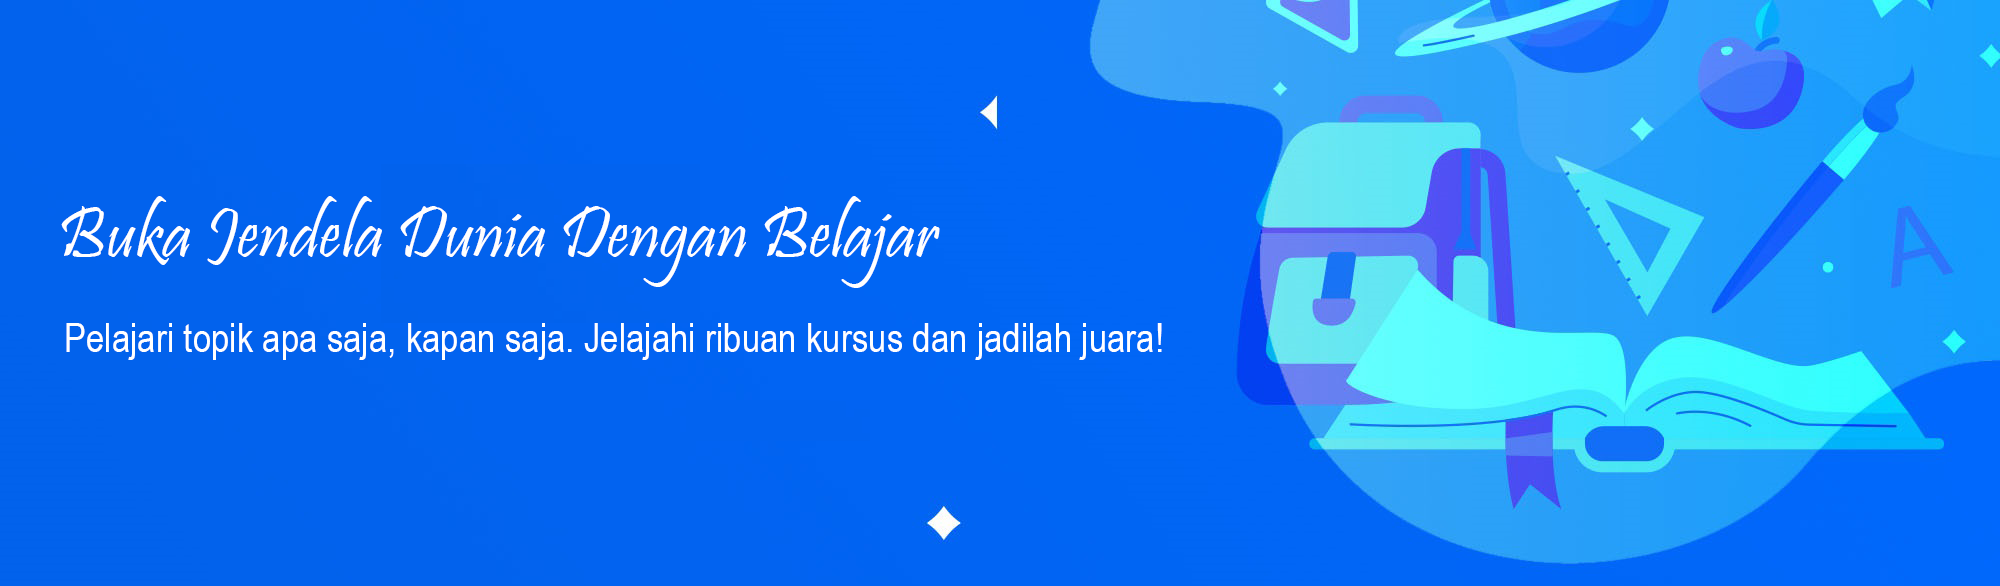 Buka Jendela Dunia Dengan Belajar
Pelajari topik apa saja, kapan saja. Jelajahi ribuan kursus dan jadilah juara!
A